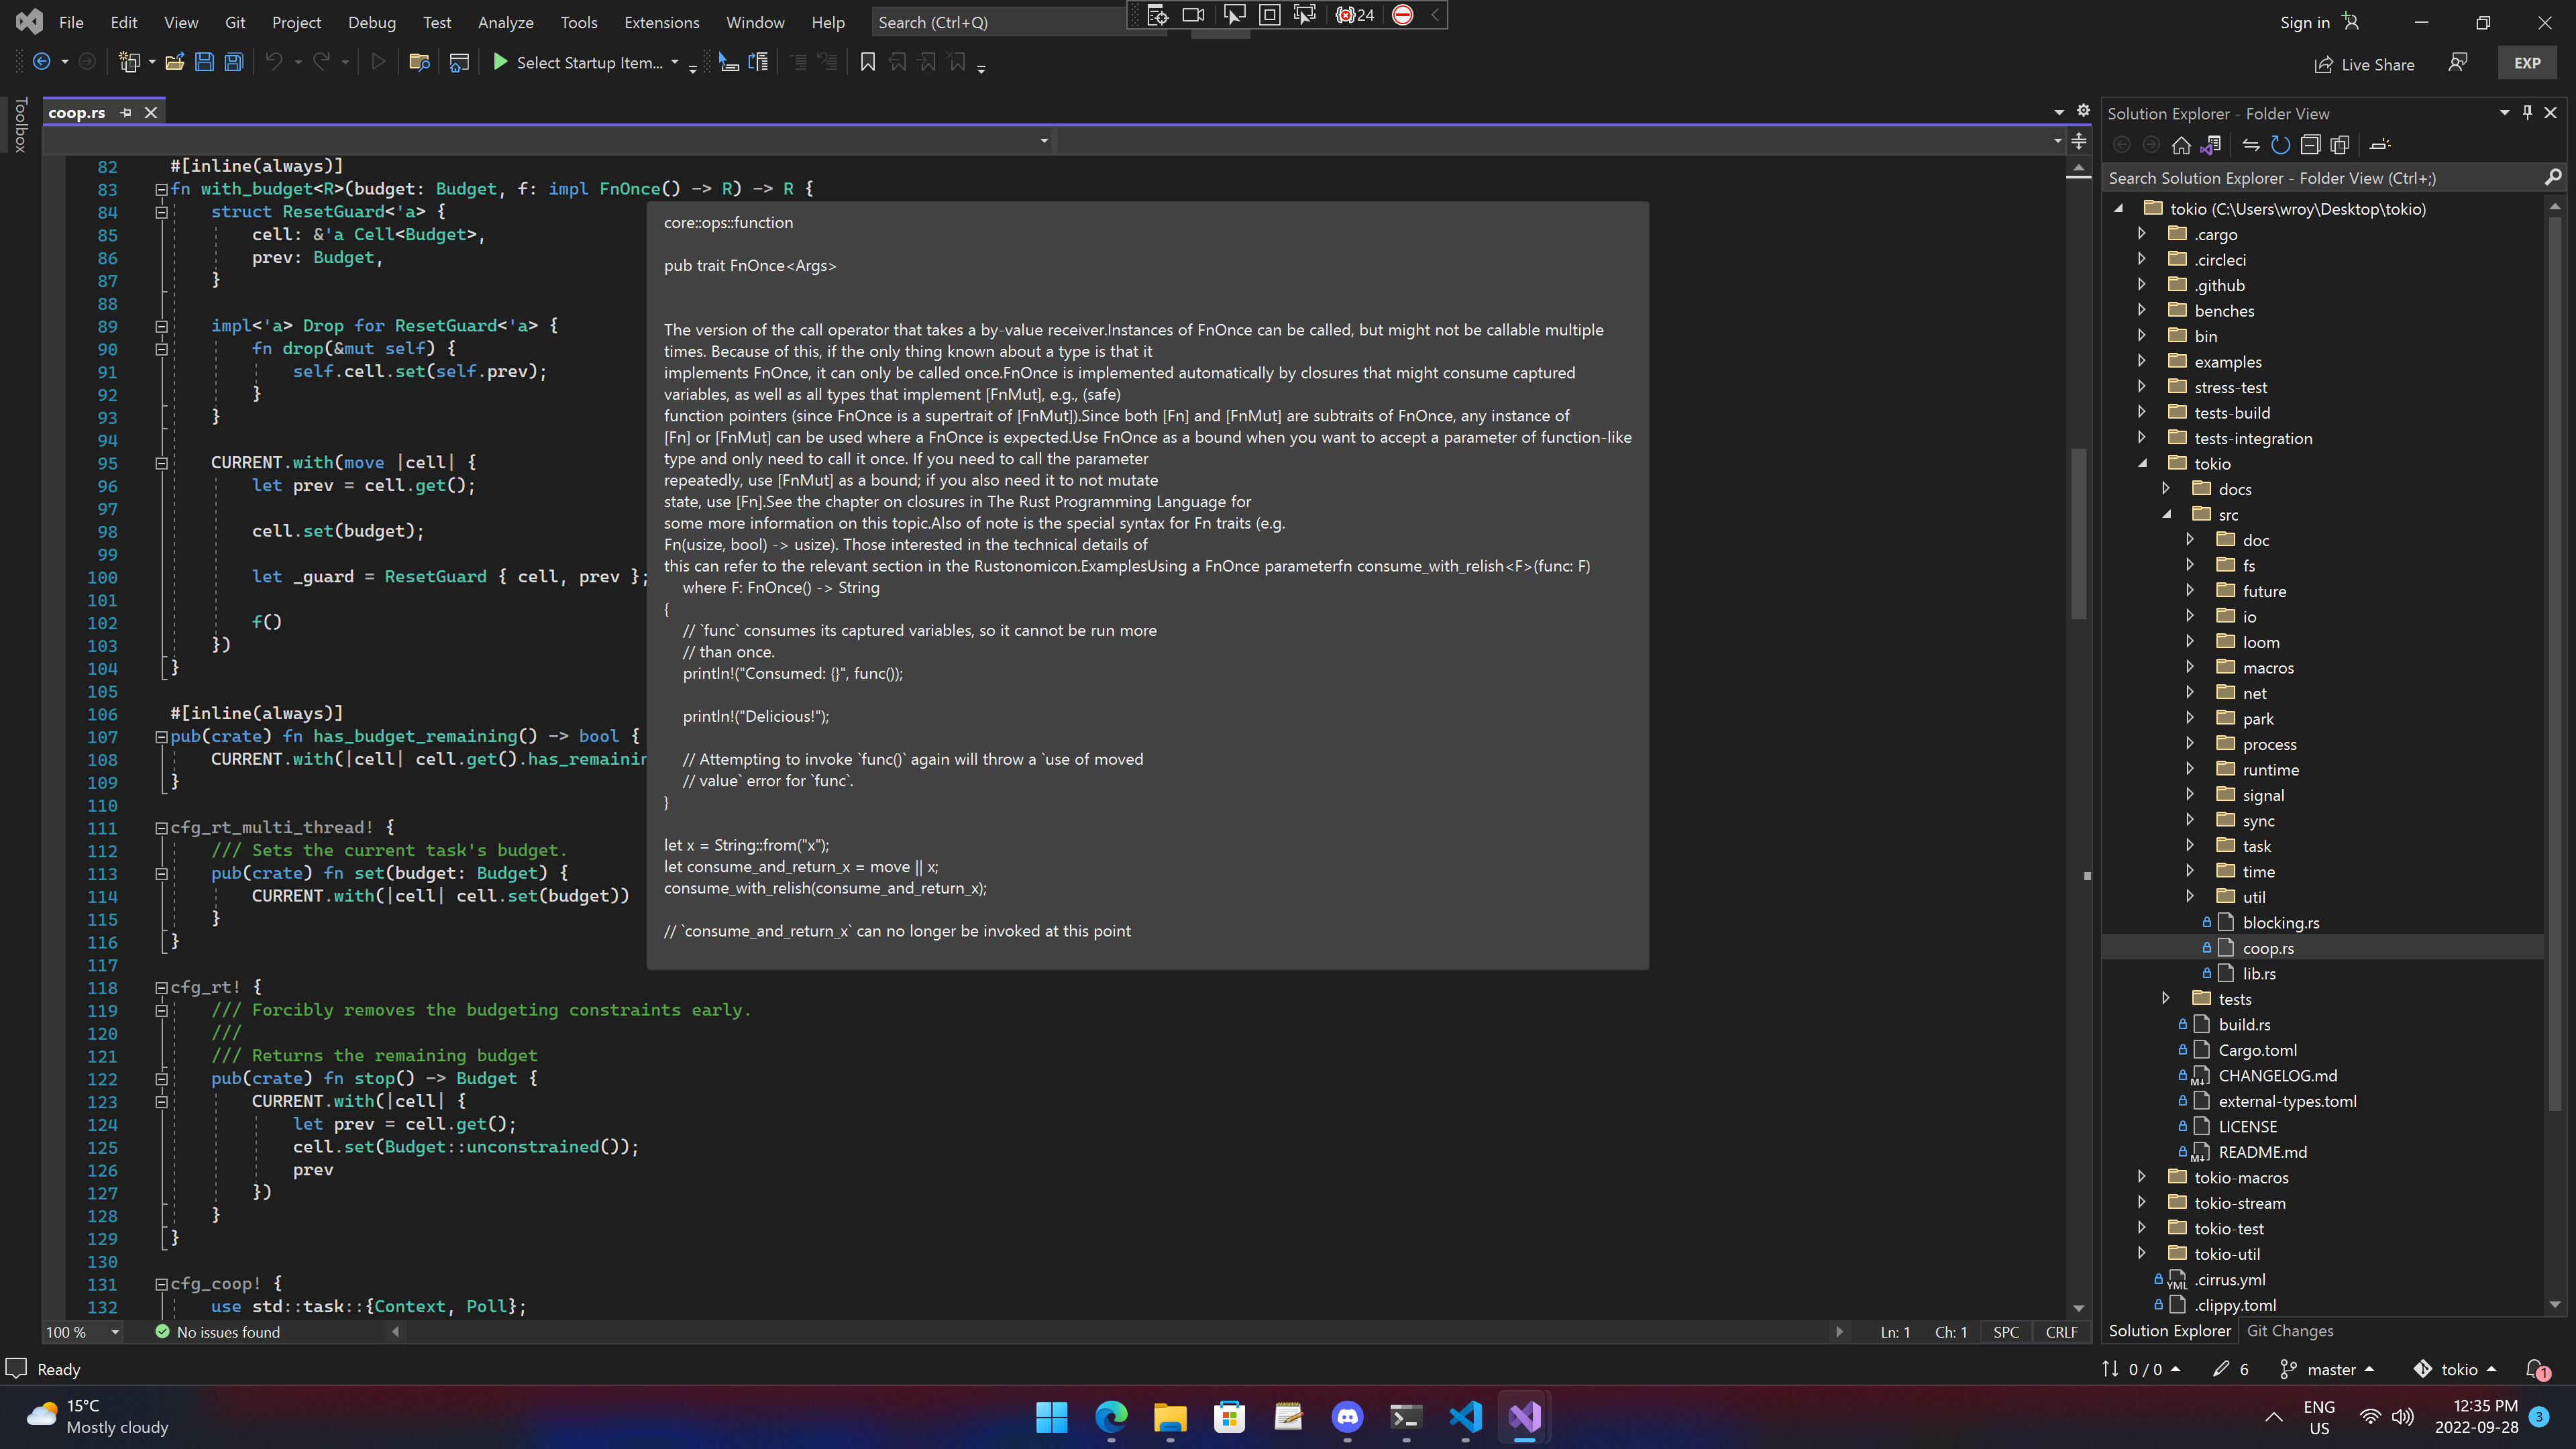 File Edit View Git Project Debug Test Analyze Tools Extensions Window Help Search (Ctrl+Q) 24 Sign in
Select Startup Item... Live Share EXP
Toolbox
coop.rs
82 #[inline(always)]
83 fn with_budget<R>(budget: Budget, f: impl FnOnce() -> R) -> R {
84 struct ResetGuard<'a> {
85 cell: &'a Cell<Budget>,
86 prev: Budget,
87 }
88
89 impl<'a> Drop for ResetGuard<'a> {
90 fn drop(&mut self) {
91 self.cell.set(self.prev);
92 }
93 }
94
95 CURRENT.with(move |cell| {
96 let prev = cell.get();
97
98 cell.set(budget);
99
100 let _guard = ResetGuard { cell, prev };
101
102 f()
103 })
104 }
105
106 #[inline(always)]
107 pub(crate) fn has_budget_remaining() -> bool {
108 CURRENT.with(|cell| cell.get().has_remainin
109 }
110
111 cfg_rt_multi_thread! {
112 /// Sets the current task's budget.
113 pub(crate) fn set(budget: Budget) {
114 CURRENT.with(|cell| cell.set(budget))
115 }
116 }
117
118 cfg_rt! {
119 /// Forcibly removes the budgeting constraints early.
120 ///
121 /// Returns the remaining budget
122 pub(crate) fn stop() -> Budget {
123 CURRENT.with(|cell| {
124 let prev = cell.get();
125 cell.set(Budget::unconstrained());
126 prev
127 })
128 }
129 }
130
131 cfg_coop! {
132 use std::task::{Context, Poll};
core::ops::function
pub trait FnOnce<Args>
The version of the call operator that takes a by-value receiver.Instances of FnOnce can be called, but might not be callable multiple
times. Because of this, if the only thing known about a type is that it
implements FnOnce, it can only be called once.FnOnce is implemented automatically by closures that might consume captured
variables, as well as all types that implement [FnMut], e.g., (safe)
function pointers (since FnOnce is a supertrait of [FnMut]).Since both [Fn] and [FnMut] are subtraits of FnOnce, any instance of
[Fn] or [FnMut] can be used where a FnOnce is expected.Use FnOnce as a bound when you want to accept a parameter of function-like
type and only need to call it once. If you need to call the parameter
repeatedly, use [FnMut] as a bound; if you also need it to not mutate
state, use [Fn].See the chapter on closures in The Rust Programming Language for
some more information on this topic.Also of note is the special syntax for Fn traits (e.g.
Fn(usize, bool) -> usize). Those interested in the technical details of
this can refer to the relevant section in the Rustonomicon.ExamplesUsing a FnOnce parameterfn consume_with_relish<F>(func: F)
where F: FnOnce() -> String
{
// `func` consumes its captured variables, so it cannot be run more
// than once.
println!("Consumed: {}", func());
println!("Delicious!");
// Attempting to invoke `func()` again will throw a `use of moved
// value` error for `func`.
}
let x = String::from("x");
let consume_and_return_x = move || x;
consume_with_relish(consume_and_return_x);
// `consume_and_return_x` can no longer be invoked at this point
100 % No issues found Ln: 1 Ch: 1 SPC CRLF
Solution Explorer - Folder View
Search Solution Explorer - Folder View (Ctrl+;)
tokio (C:\Users\wroy\Desktop\tokio)
.cargo
.circleci
.github
benches
bin
examples
stress-test
tests-build
tests-integration
tokio
docs
src
doc
fs
future
io
loom
macros
net
park
process
runtime
signal
sync
task
time
util
blocking.rs
coop.rs
lib.rs
tests
build.rs
Cargo.toml
M↓ CHANGELOG.md
external-types.toml
LICENSE
M↓ README.md
tokio-macros
tokio-stream
tokio-test
tokio-util
YML .cirrus.yml
.clippy.toml
Solution Explorer Git Changes
Ready 0 / 0 6 master tokio 1
15°C
Mostly cloudy
ENG
US
12:35 PM
2022-09-28
3